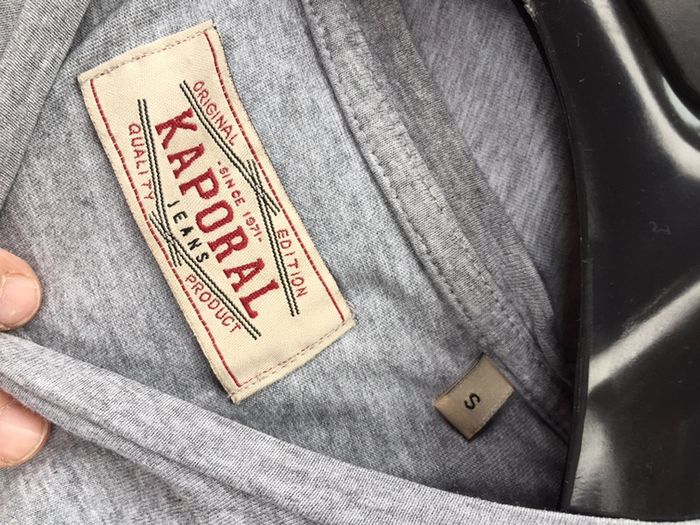 ORIGINAL EDITION
-SINCE 1971-
KAPORAL
JEANS
QUALITY PRODUCT
S